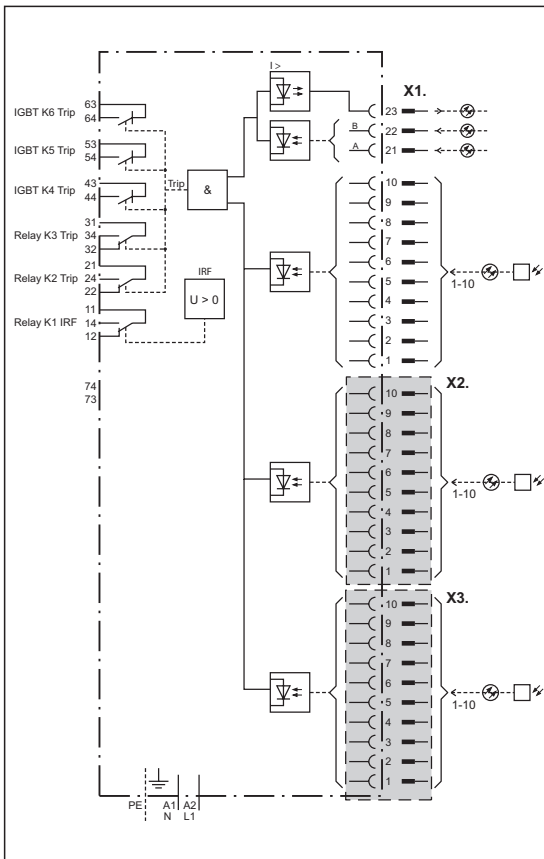 I >
X1.
63
64
IGBT K6 Trip
53
54
IGBT K5 Trip
43
44
IGBT K4 Trip
31
34
32
Relay K3 Trip
21
24
22
Relay K2 Trip
11
14
12
Relay K1 IRF
74
73
Trip
&
IRF
U > 0
23
B
22
A
21
10
9
8
7
6
5
4
3
2
1
1-10
X2.
10
9
8
7
6
5
4
3
2
1
1-10
X3.
10
9
8
7
6
5
4
3
2
1
1-10
PE
A1
N
A2
L1